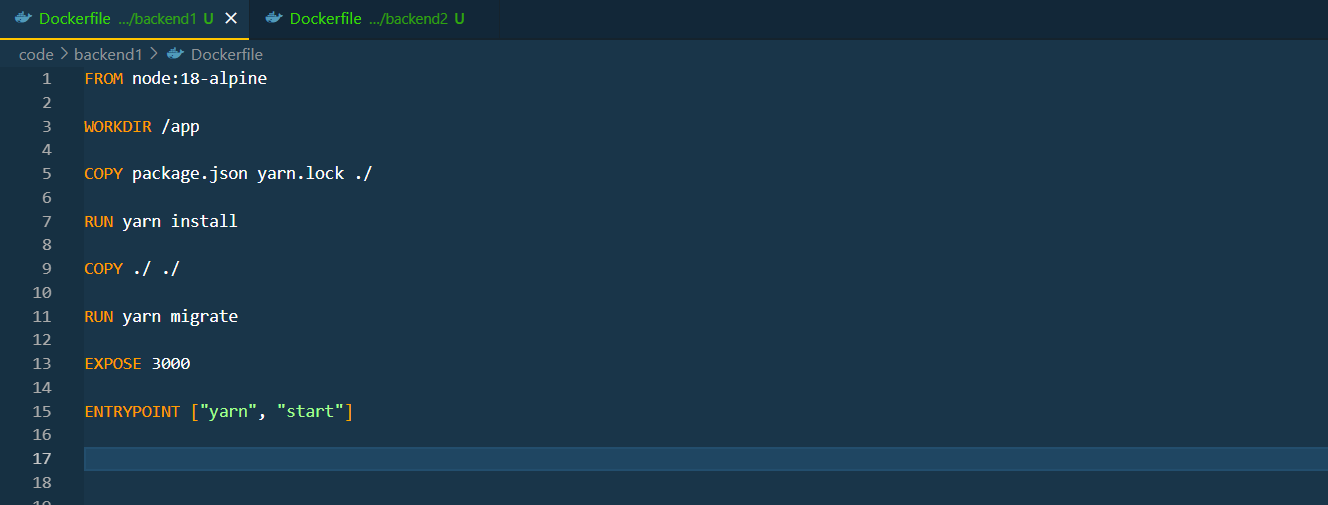 Dockerfile .../backend1 U Dockerfile .../backend2 U
code backend1 Dockerfile
1 FROM node:18-alpine
2
3 WORKDIR /app
4
5 COPY package.json yarn.lock ./
6
7 RUN yarn install
8
9 COPY ./ ./
10
11 RUN yarn migrate
12
13 EXPOSE 3000
14
15 ENTRYPOINT ["yarn", "start"]
16
17
18
19